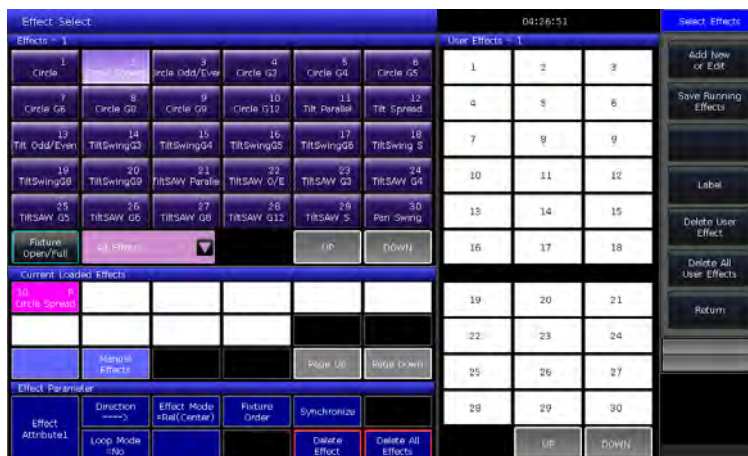 Effect Select
04:26:51
Select Effects
Effects - 1
1
Circle
2
3
Circle Odd/Even
4
Circle G3
5
Circle G4
6
Circle G5
7
Circle G6
8
Circle G8
9
Circle G9
10
Circle G12
11
Tilt Parallel
12
Tilt Spread
13
Tilt Odd/Even
14
TiltSwingG3
15
TiltSwingG4
16
TiltSwingG5
17
TiltSwingG6
18
TiltSwing S
19
TiltSwingG8
20
TiltSwingG9
21
TiltSAW Paralle
22
TiltSAW O/E
23
TiltSAW G3
24
TiltSAW G4
25
TiltSAW G5
26
TiltSAW G6
27
TiltSAW G8
28
TiltSAW G12
29
TiltSAW S
30
Pan Swing
Fixture
Open/Full
All Effects
UP
DOWN
Current Loaded Effects
10 R
Circle Spread
Manual
Effects
Page Up
Page Down
Effect Parameter
Effect
Attribute1
Direction
---->
Effect Mode
=Rel(Center)
Fixture
Order
Synchronize
Loop Mode
=No
Delete
Effect
Delete All
Effects
User Effects - 1
1
2
3
4
5
6
7
8
9
10
11
12
13
14
15
16
17
18
19
20
21
22
23
24
25
26
27
28
29
30
UP
DOWN
Add New
or Edit
Save Running
Effects
Label
Delete User
Effect
Delete All
User Effects
Return